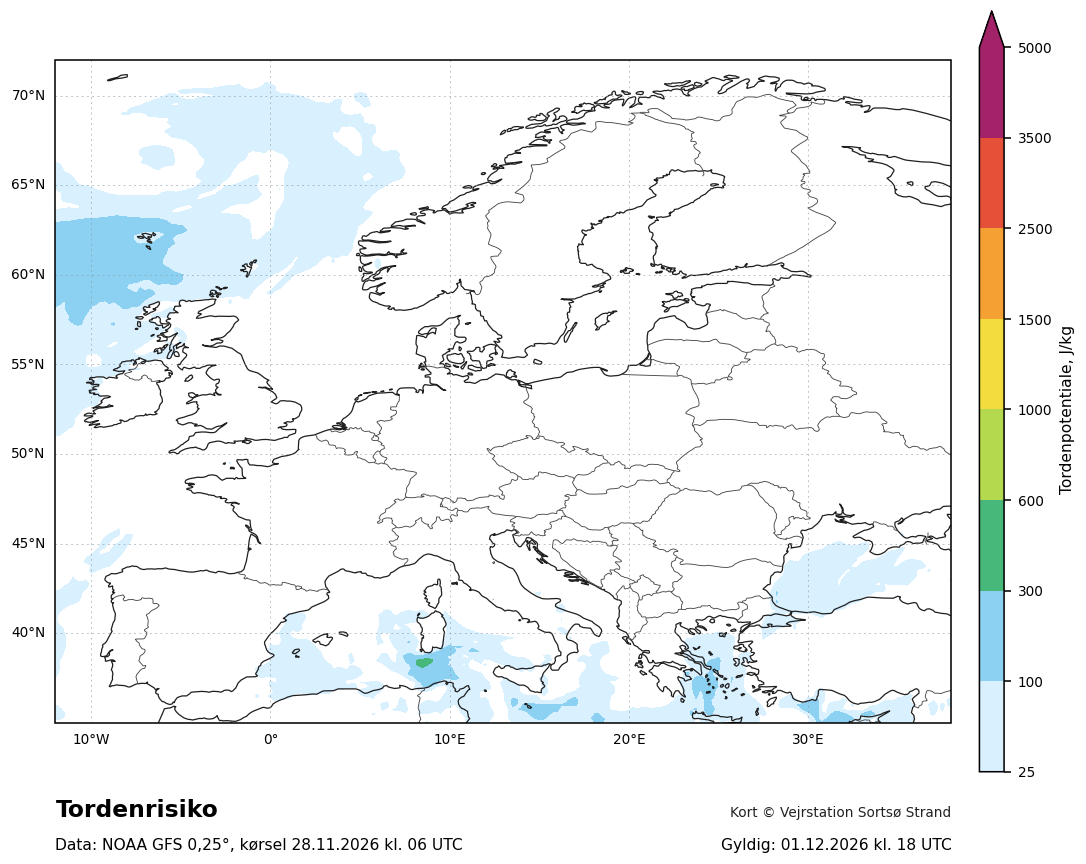 5000
3500
2500
1500
1000
600
300
100
25
Tordenpotentiale, J/kg
70°N
65°N
60°N
55°N
50°N
45°N
40°N
10°W
0°
10°E
20°E
30°E
Tordenrisiko
Kort © Vejrstation Sortsø Strand
Data: NOAA GFS 0,25°, kørsel 28.11.2026 kl. 06 UTC
Gyldig: 01.12.2026 kl. 18 UTC